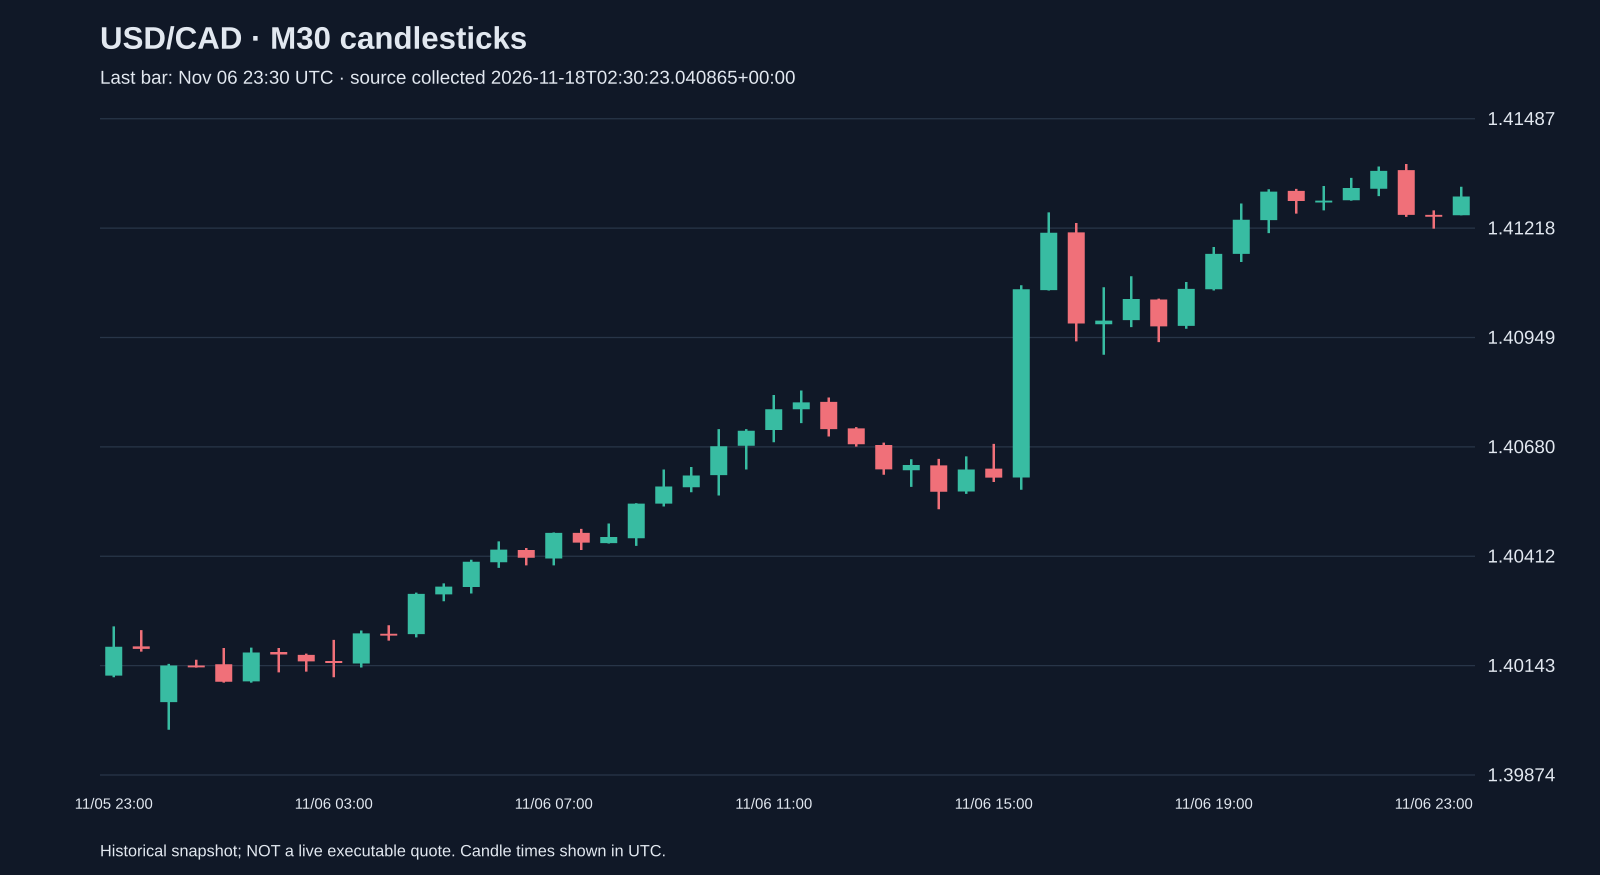 USD/CAD · M30 candlesticks
Last bar: Nov 06 23:30 UTC · source collected 2026-11-18T02:30:23.040865+00:00
1.41487
1.41218
1.40949
1.40680
1.40412
1.40143
1.39874
11/05 23:00 11/06 03:00 11/06 07:00 11/06 11:00 11/06 15:00 11/06 19:00 11/06 23:00
Historical snapshot; NOT a live executable quote. Candle times shown in UTC.